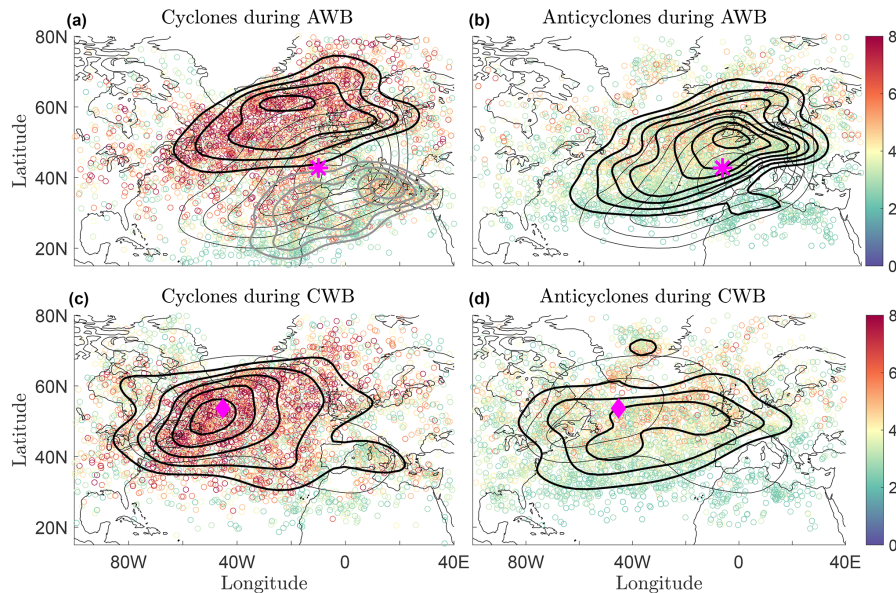 (a) Cyclones during AWB
(b) Anticyclones during AWB
80N
60N
40N
20N
Latitude
8
6
4
2
0
(c) Cyclones during CWB
(d) Anticyclones during CWB
80N
60N
40N
20N
Latitude
8
6
4
2
0
80W 40W 0 40E
80W 40W 0 40E
Longitude
Longitude